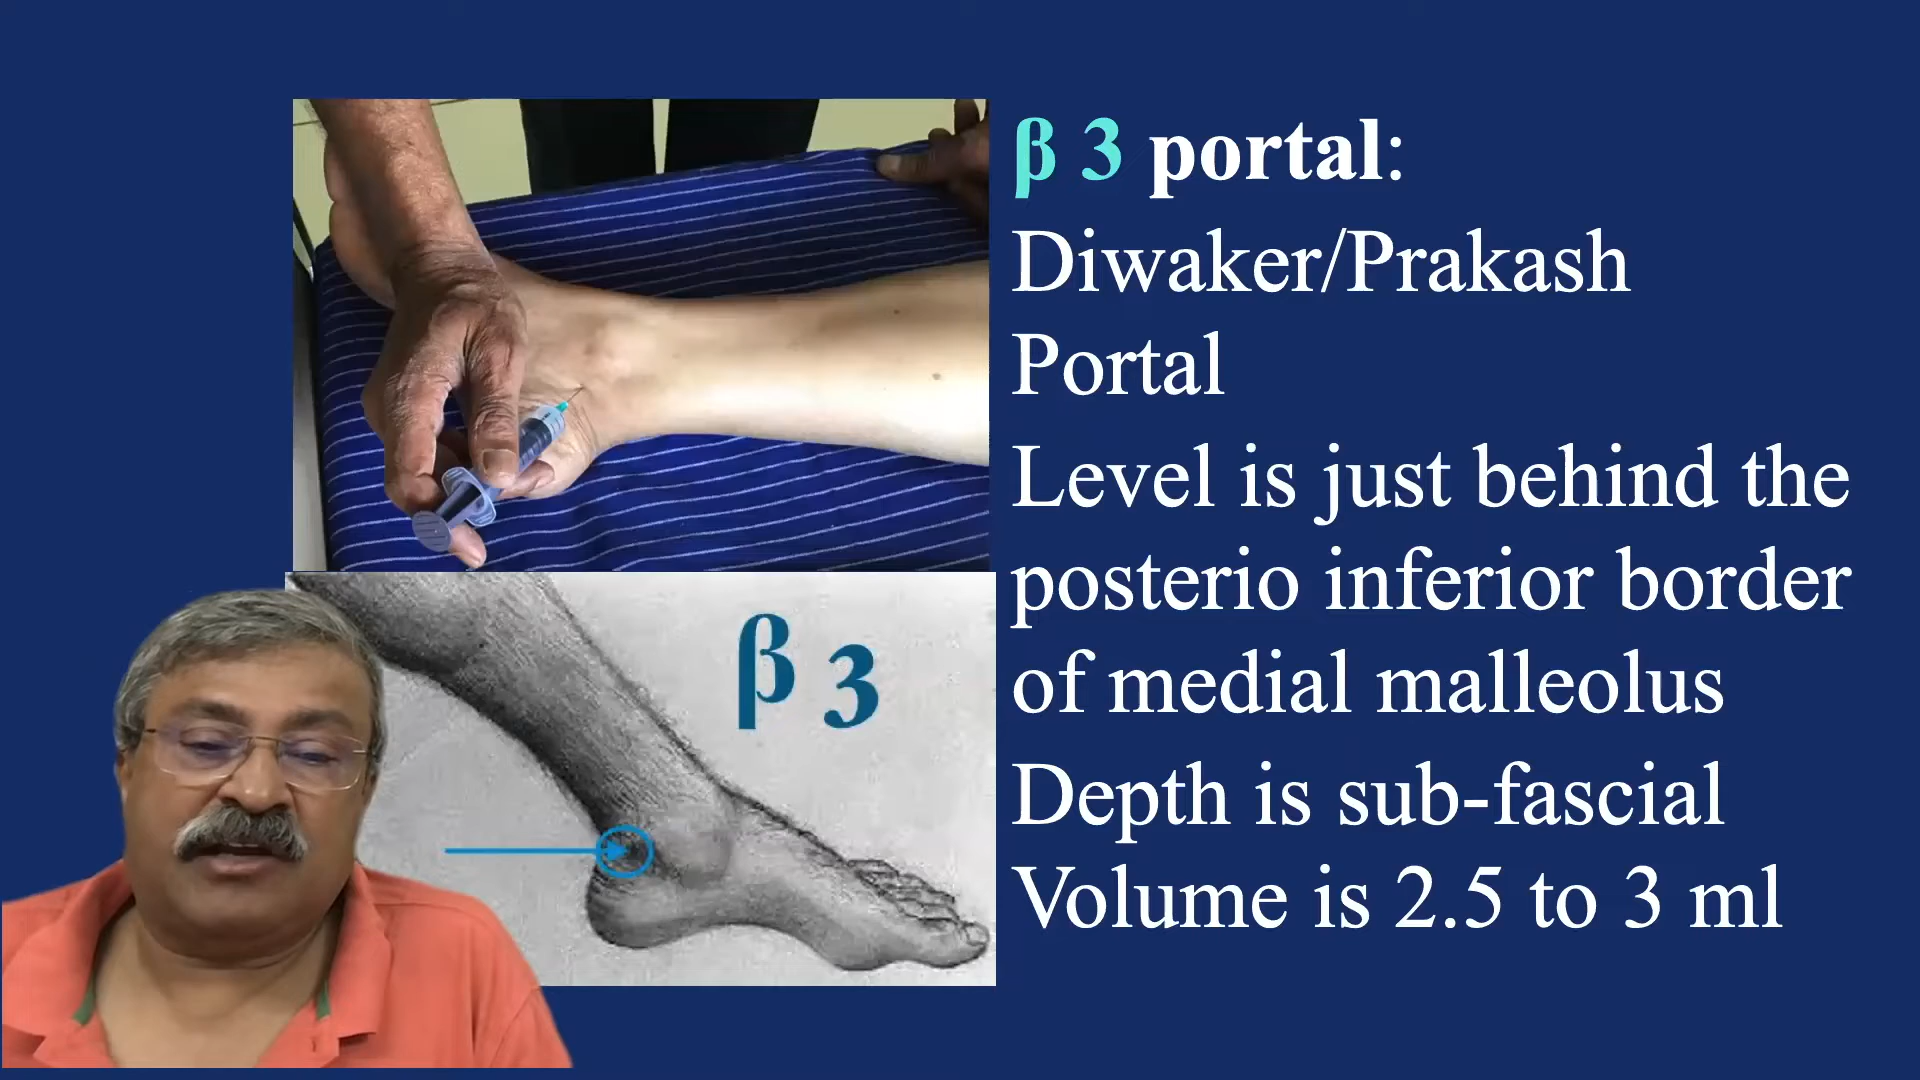 β 3 portal:
Diwaker/Prakash
Portal
Level is just behind the
posterio inferior border
of medial malleolus
Depth is sub-fascial
Volume is 2.5 to 3 ml
β 3